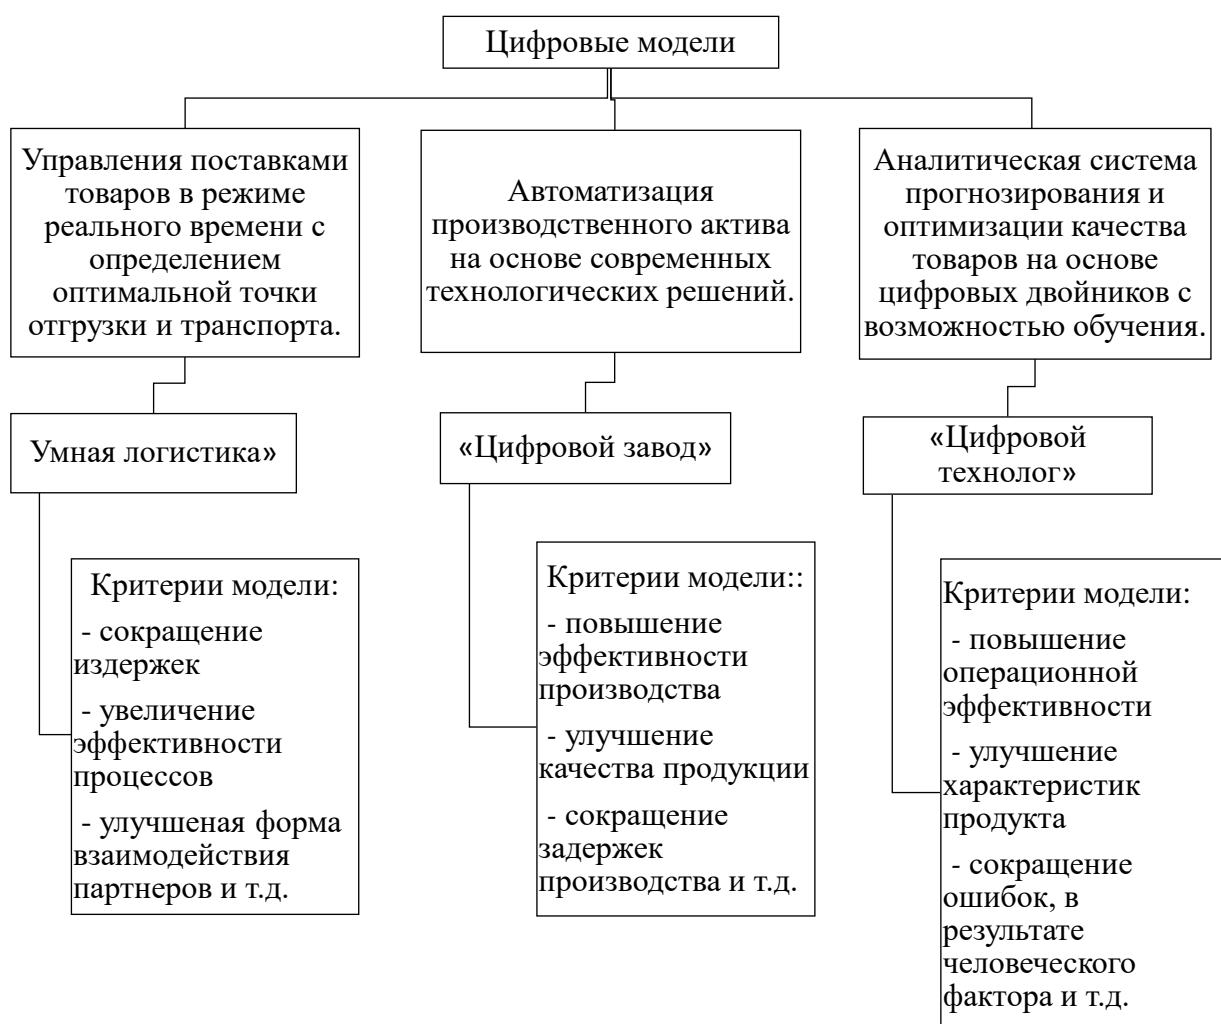 Цифровые модели
Управления поставками
товаров в режиме
реального времени с
определением
оптимальной точки
отгрузки и транспорта.
Автоматизация
производственного актива
на основе современных
технологических решений.
Аналитическая система
прогнозирования и
оптимизации качества
товаров на основе
цифровых двойников с
возможностью обучения.
Умная логистика»
«Цифровой завод»
«Цифровой
технолог»
Критерии модели:
- сокращение
издержек
- увеличение
эффективности
процессов
- улучшеная форма
взаимодействия
партнеров и т.д.
Критерии модели::
- повышение
эффективности
производства
- улучшение
качества продукции
- сокращение
задержек
производства и т.д.
Критерии модели:
- повышение
операционной
эффективности
- улучшение
характеристик
продукта
- сокращение
ошибок, в
результате
человеческого
фактора и т.д.